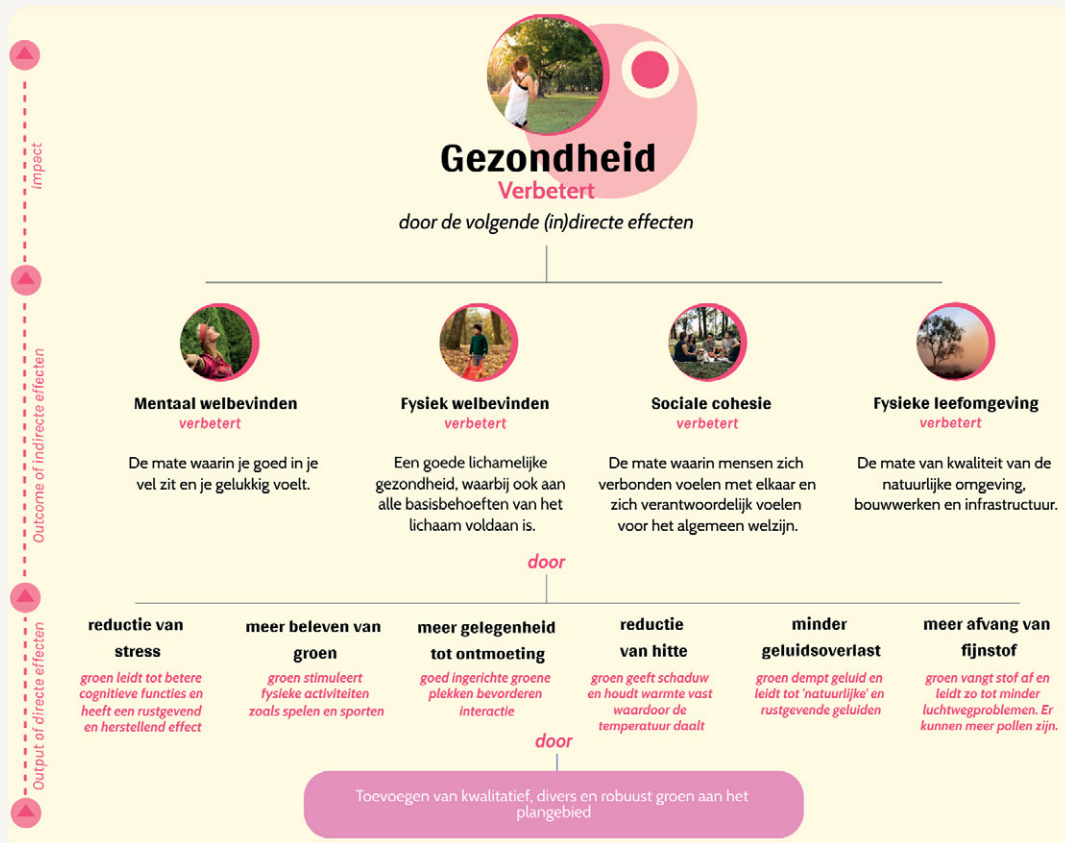 Gezondheid
Verbetert
door de volgende (in)directe effecten
Impact
Mentaal welbevinden
verbetert
De mate waarin je goed in je
vel zit en je gelukkig voelt.
Fysiek welbevinden
verbetert
Een goede lichamelijke
gezondheid, waarbij ook aan
alle basisbehoeften van het
lichaam voldaan is.
Sociale cohesie
verbetert
De mate waarin mensen zich
verbonden voelen met elkaar en
zich verantwoordelijk voelen
voor het algemeen welzijn.
Fysieke leefomgeving
verbetert
De mate van kwaliteit van de
natuurlijke omgeving,
bouwwerken en infrastructuur.
Outcome of indirecte effecten
door
reductie van
stress
groen leidt tot betere
cognitieve functies en
heeft een rustgevend
en herstellend effect
meer beleven van
groen
groen stimuleert
fysieke activiteiten
zoals spelen en sporten
meer gelegenheid
tot ontmoeting
goed ingerichte groene
plekken bevorderen
interactie
reductie
van hitte
groen geeft schaduw
en houdt warmte vast
waardoor de
temperatuur daalt
minder
geluidsoverlast
groen dempt geluid en
leidt tot 'natuurlijke' en
rustgevende geluiden
meer afvang van
fijnstof
groen vangt stof af en
leidt zo tot minder
luchtwegproblemen. Er
kunnen meer pollen zijn.
Output of directe effecten
door
Toevoegen van kwalitatief, divers en robuust groen aan het
plangebied